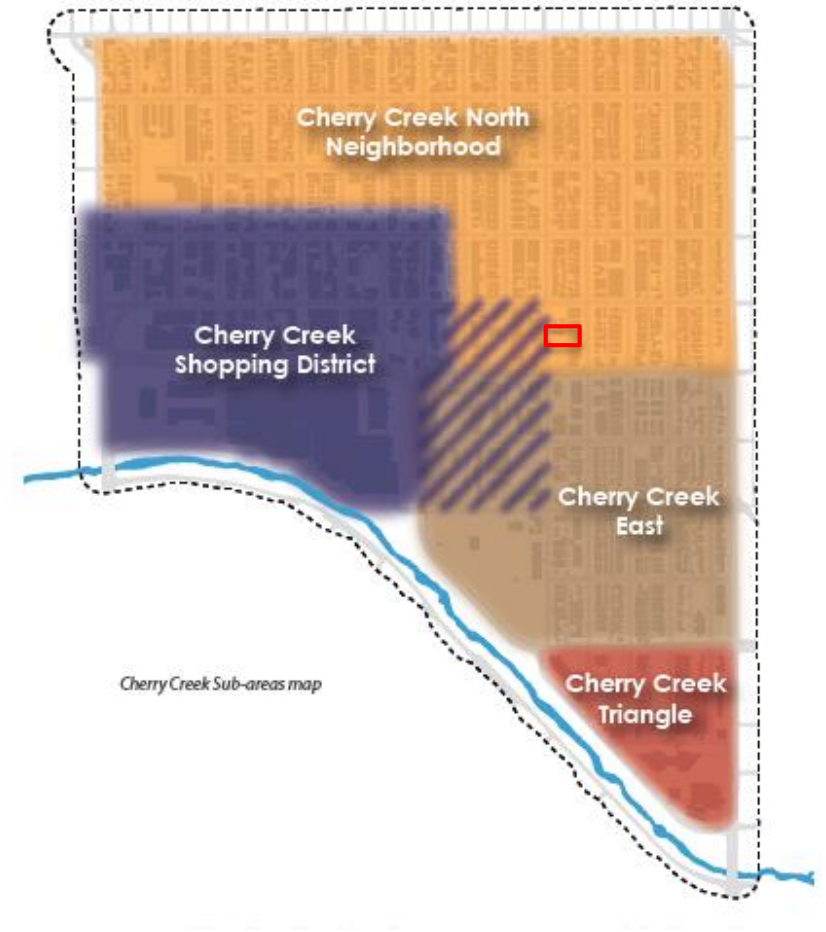 Cherry Creek North
Neighborhood
Cherry Creek
Shopping District
Cherry Creek
East
Cherry Creek
Triangle
Cherry Creek Sub-areas map